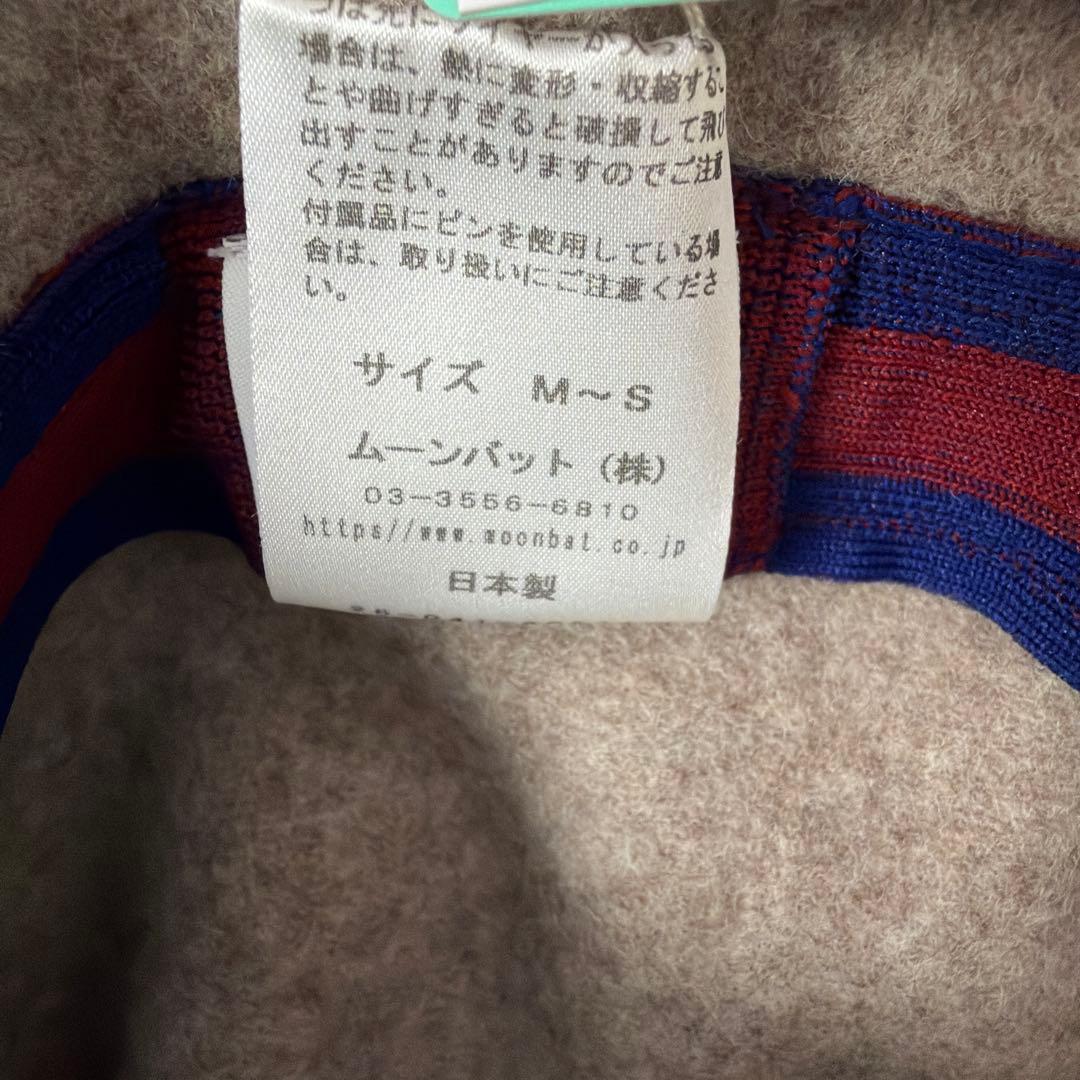 場合は、熱に変形・収縮するこ
とや曲げすぎると破損して飛び
出すことがありますのでご注意
ください。
付属品にピンを使用している場
合は、取り扱いにご注意くださ
い。
サイズ M～S
ムーンバット（株）
03-3556-6810
https//www.moonbat.co.jp
日本製